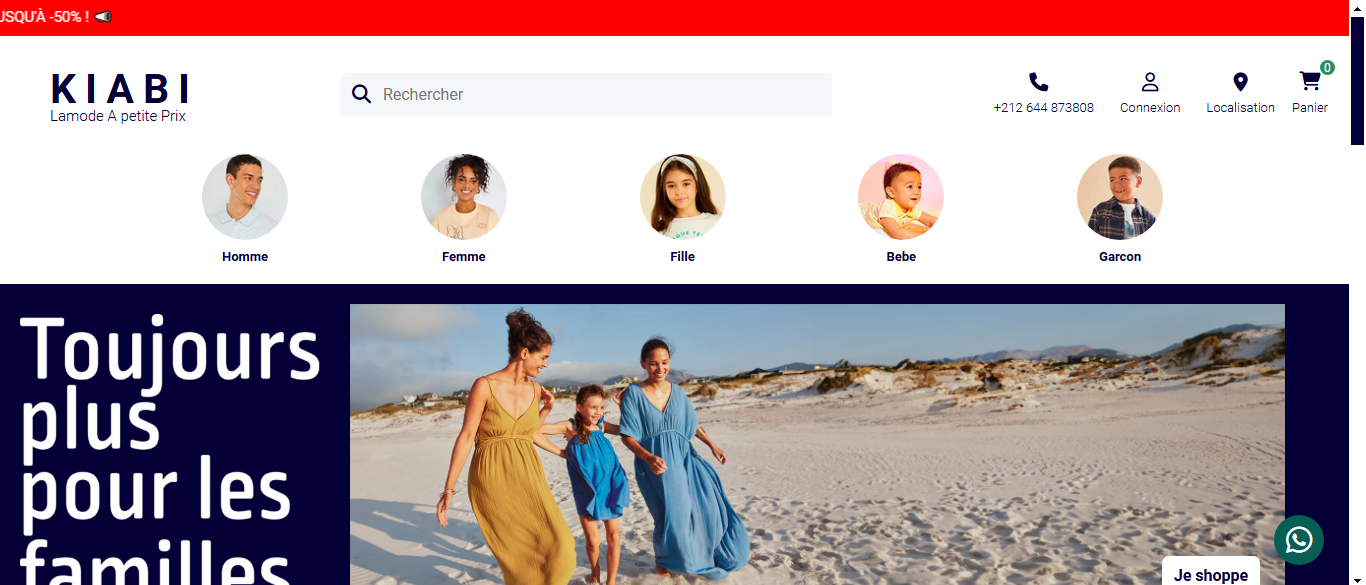 JUSQU'À -50% !
KIABI
Lamode A petite Prix
Rechercher
+212 644 873808
Connexion
Localisation
0
Panier
Homme
Femme
Fille
Bebe
Garcon
Toujours
plus
pour les
familles
Je shoppe